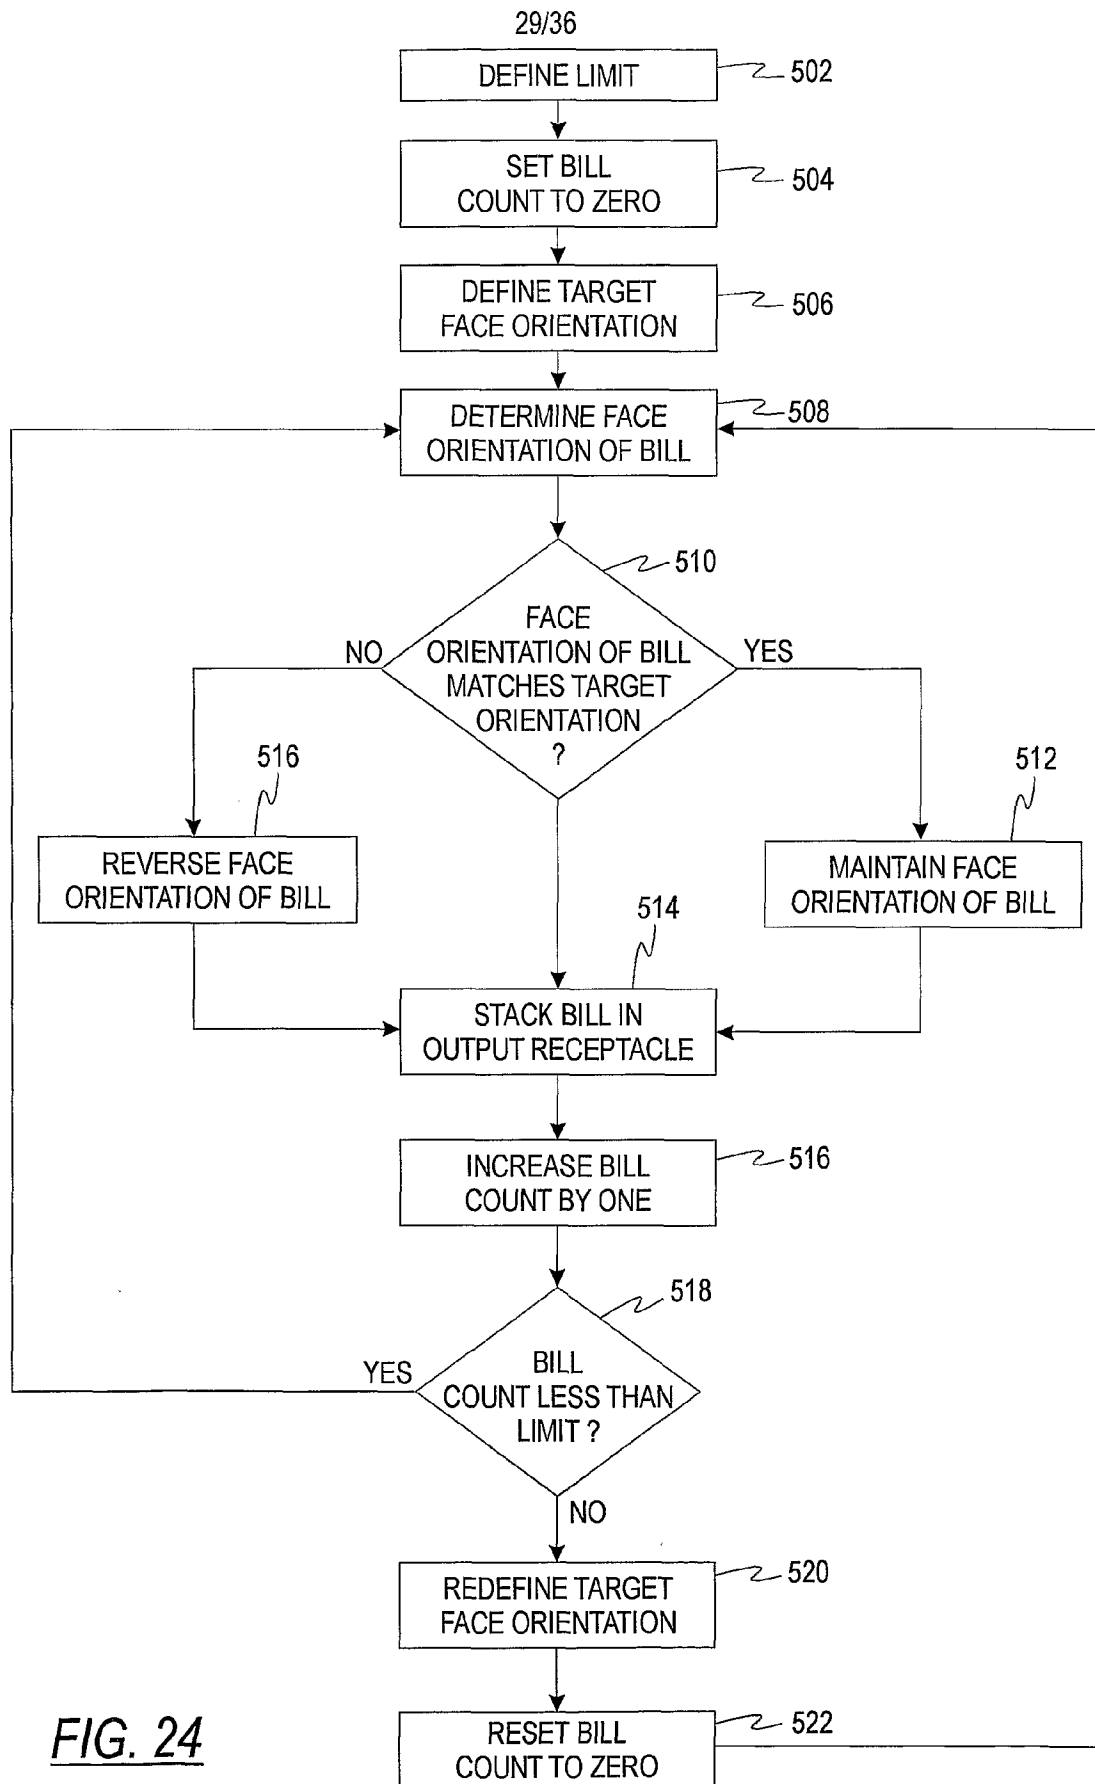 29/36
DEFINE LIMIT
502
SET BILL
COUNT TO ZERO
504
DEFINE TARGET
FACE ORIENTATION
506
DETERMINE FACE
ORIENTATION OF BILL
508
510
FACE
ORIENTATION OF BILL
MATCHES TARGET
ORIENTATION
?
NO
YES
516
REVERSE FACE
ORIENTATION OF BILL
512
MAINTAIN FACE
ORIENTATION OF BILL
514
STACK BILL IN
OUTPUT RECEPTACLE
INCREASE BILL
COUNT BY ONE
516
518
BILL
COUNT LESS THAN
LIMIT ?
YES
NO
REDEFINE TARGET
FACE ORIENTATION
520
RESET BILL
COUNT TO ZERO
522
FIG. 24